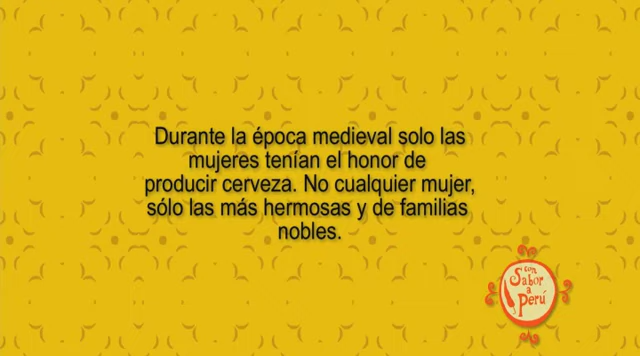 Durante la época medieval solo las
mujeres tenían el honor de
producir cerveza. No cualquier mujer,
sólo las más hermosas y de familias
nobles.
con
Sabor
a
Perú